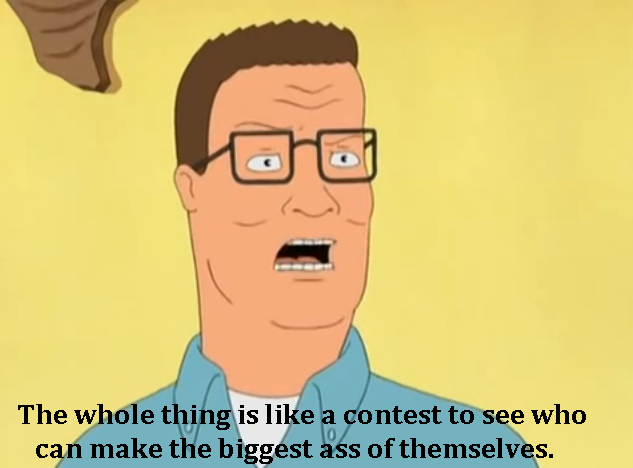 The whole thing is like a contest to see who
can make the biggest ass of themselves.